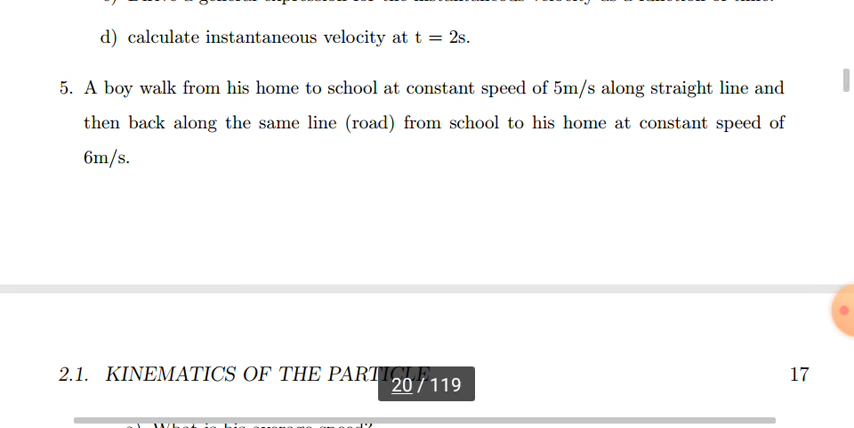 d) calculate instantaneous velocity at t = 2s.
5. A boy walk from his home to school at constant speed of 5m/s along straight line and
then back along the same line (road) from school to his home at constant speed of
6m/s.
2.1. KINEMATICS OF THE PARTICLE 17
20 / 119